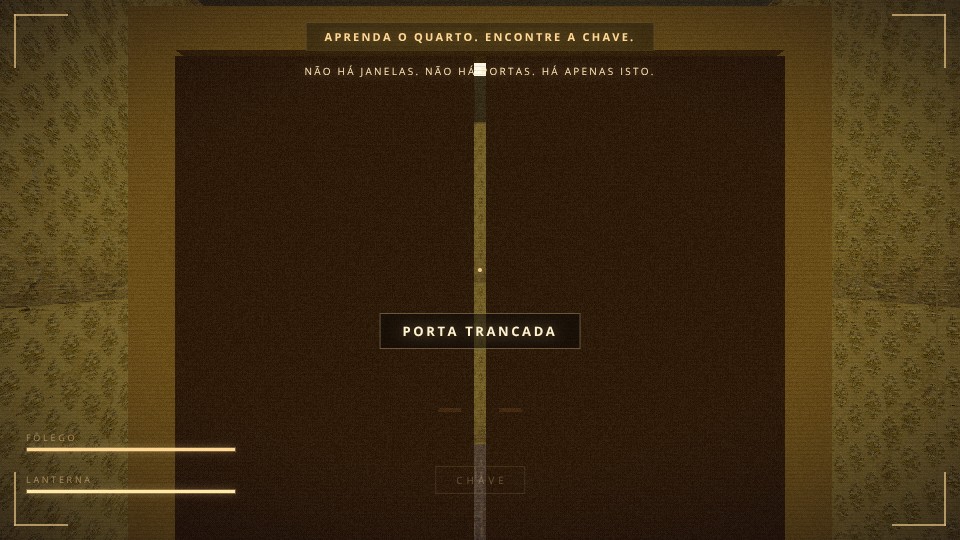 APRENDA O QUARTO. ENCONTRE A CHAVE.
NÃO HÁ JANELAS. NÃO HÁ PORTAS. HÁ APENAS ISTO.
PORTA TRANCADA
FÔLEGO
LANTERNA
CHAVE